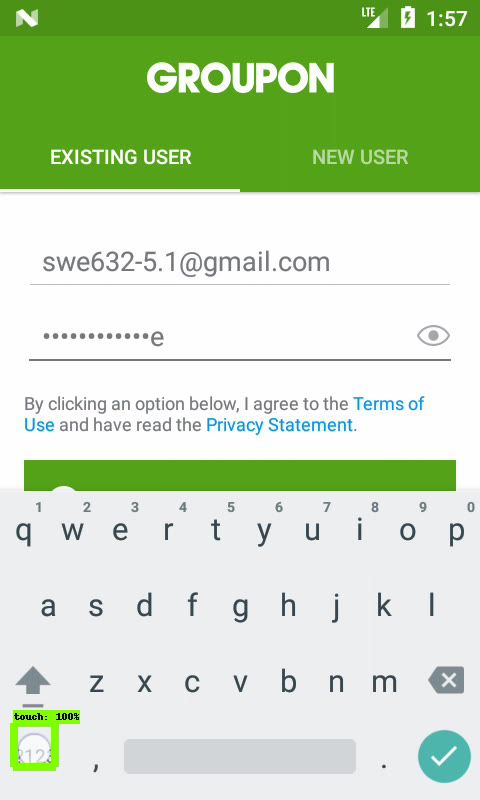 LTE 1:57
GROUPON
EXISTING USER NEW USER
swe632-5.1@gmail.com
••••••••••••e
By clicking an option below, I agree to the Terms of
Use and have read the Privacy Statement.
1 2 3 4 5 6 7 8 9 0
q w e r t y u i o p
a s d f g h j k l
z x c v b n m
touch: 100%
?123 , .